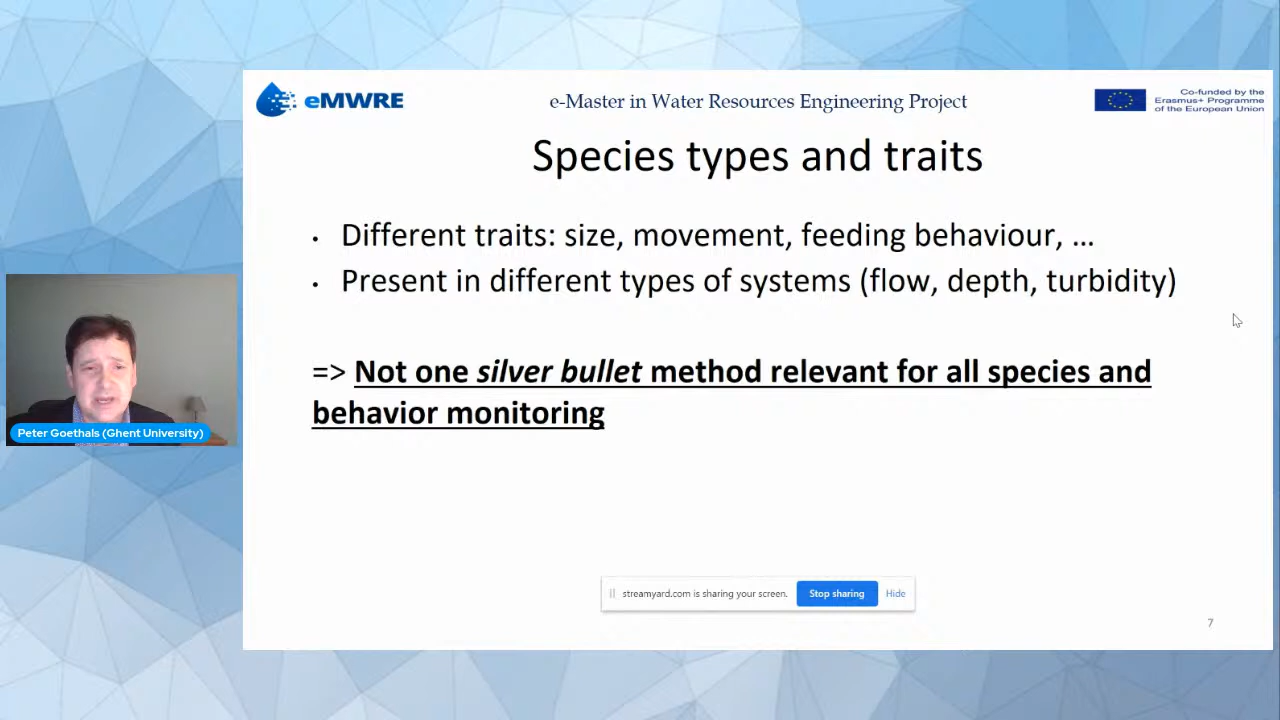 eMWRE
e-Master in Water Resources Engineering Project
Co-funded by the
Erasmus+ Programme
of the European Union
Species types and traits
• Different traits: size, movement, feeding behaviour, ...
• Present in different types of systems (flow, depth, turbidity)
=> Not one silver bullet method relevant for all species and
behavior monitoring
Peter Goethals (Ghent University)
streamyard.com is sharing your screen. Stop sharing Hide
7